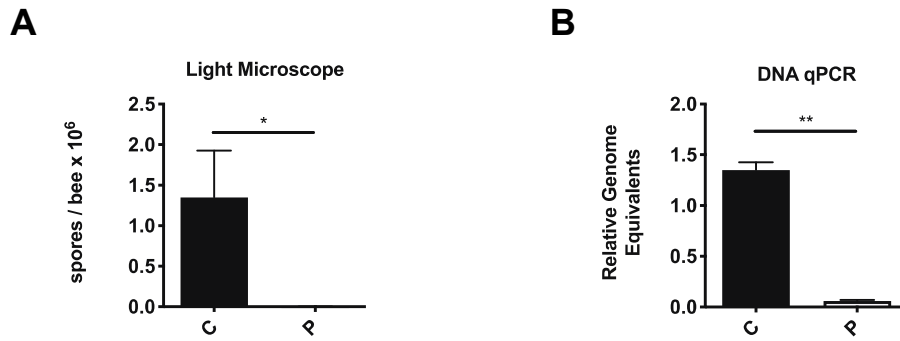 A
B
Light Microscope
DNA qPCR
spores / bee x 10⁶
2.5
2.0
1.5
1.0
0.5
0.0
*
C
P
Relative Genome
Equivalents
2.0
1.5
1.0
0.5
0.0
**
C
P